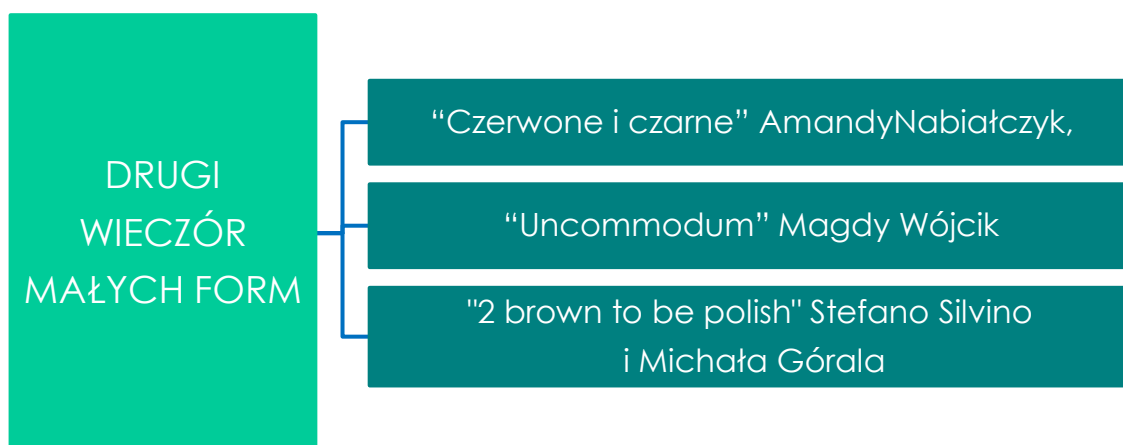 DRUGI
WIECZÓR
MAŁYCH FORM
“Czerwone i czarne” AmandyNabiałczyk,
“Uncommodum” Magdy Wójcik
"2 brown to be polish" Stefano Silvino
i Michała Górala